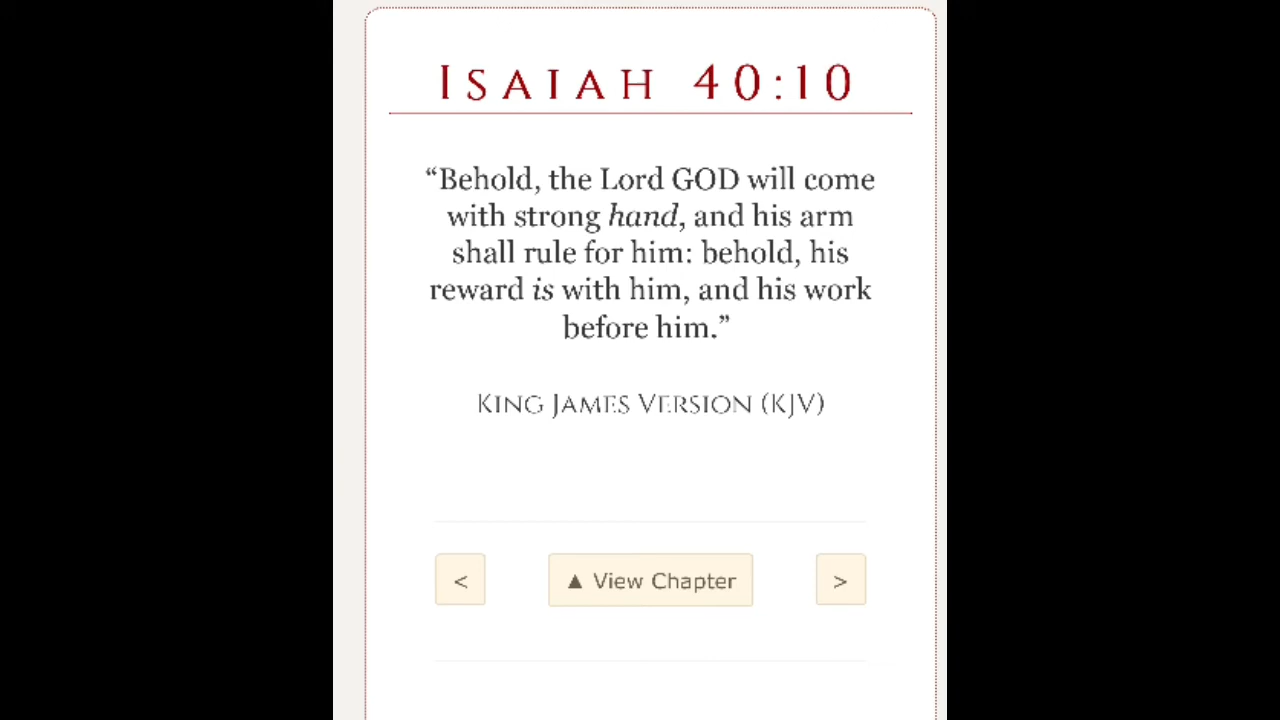 Isaiah 40:10
“Behold, the Lord GOD will come
with strong hand, and his arm
shall rule for him: behold, his
reward is with him, and his work
before him.”
King James Version (KJV)
<
▲ View Chapter
>